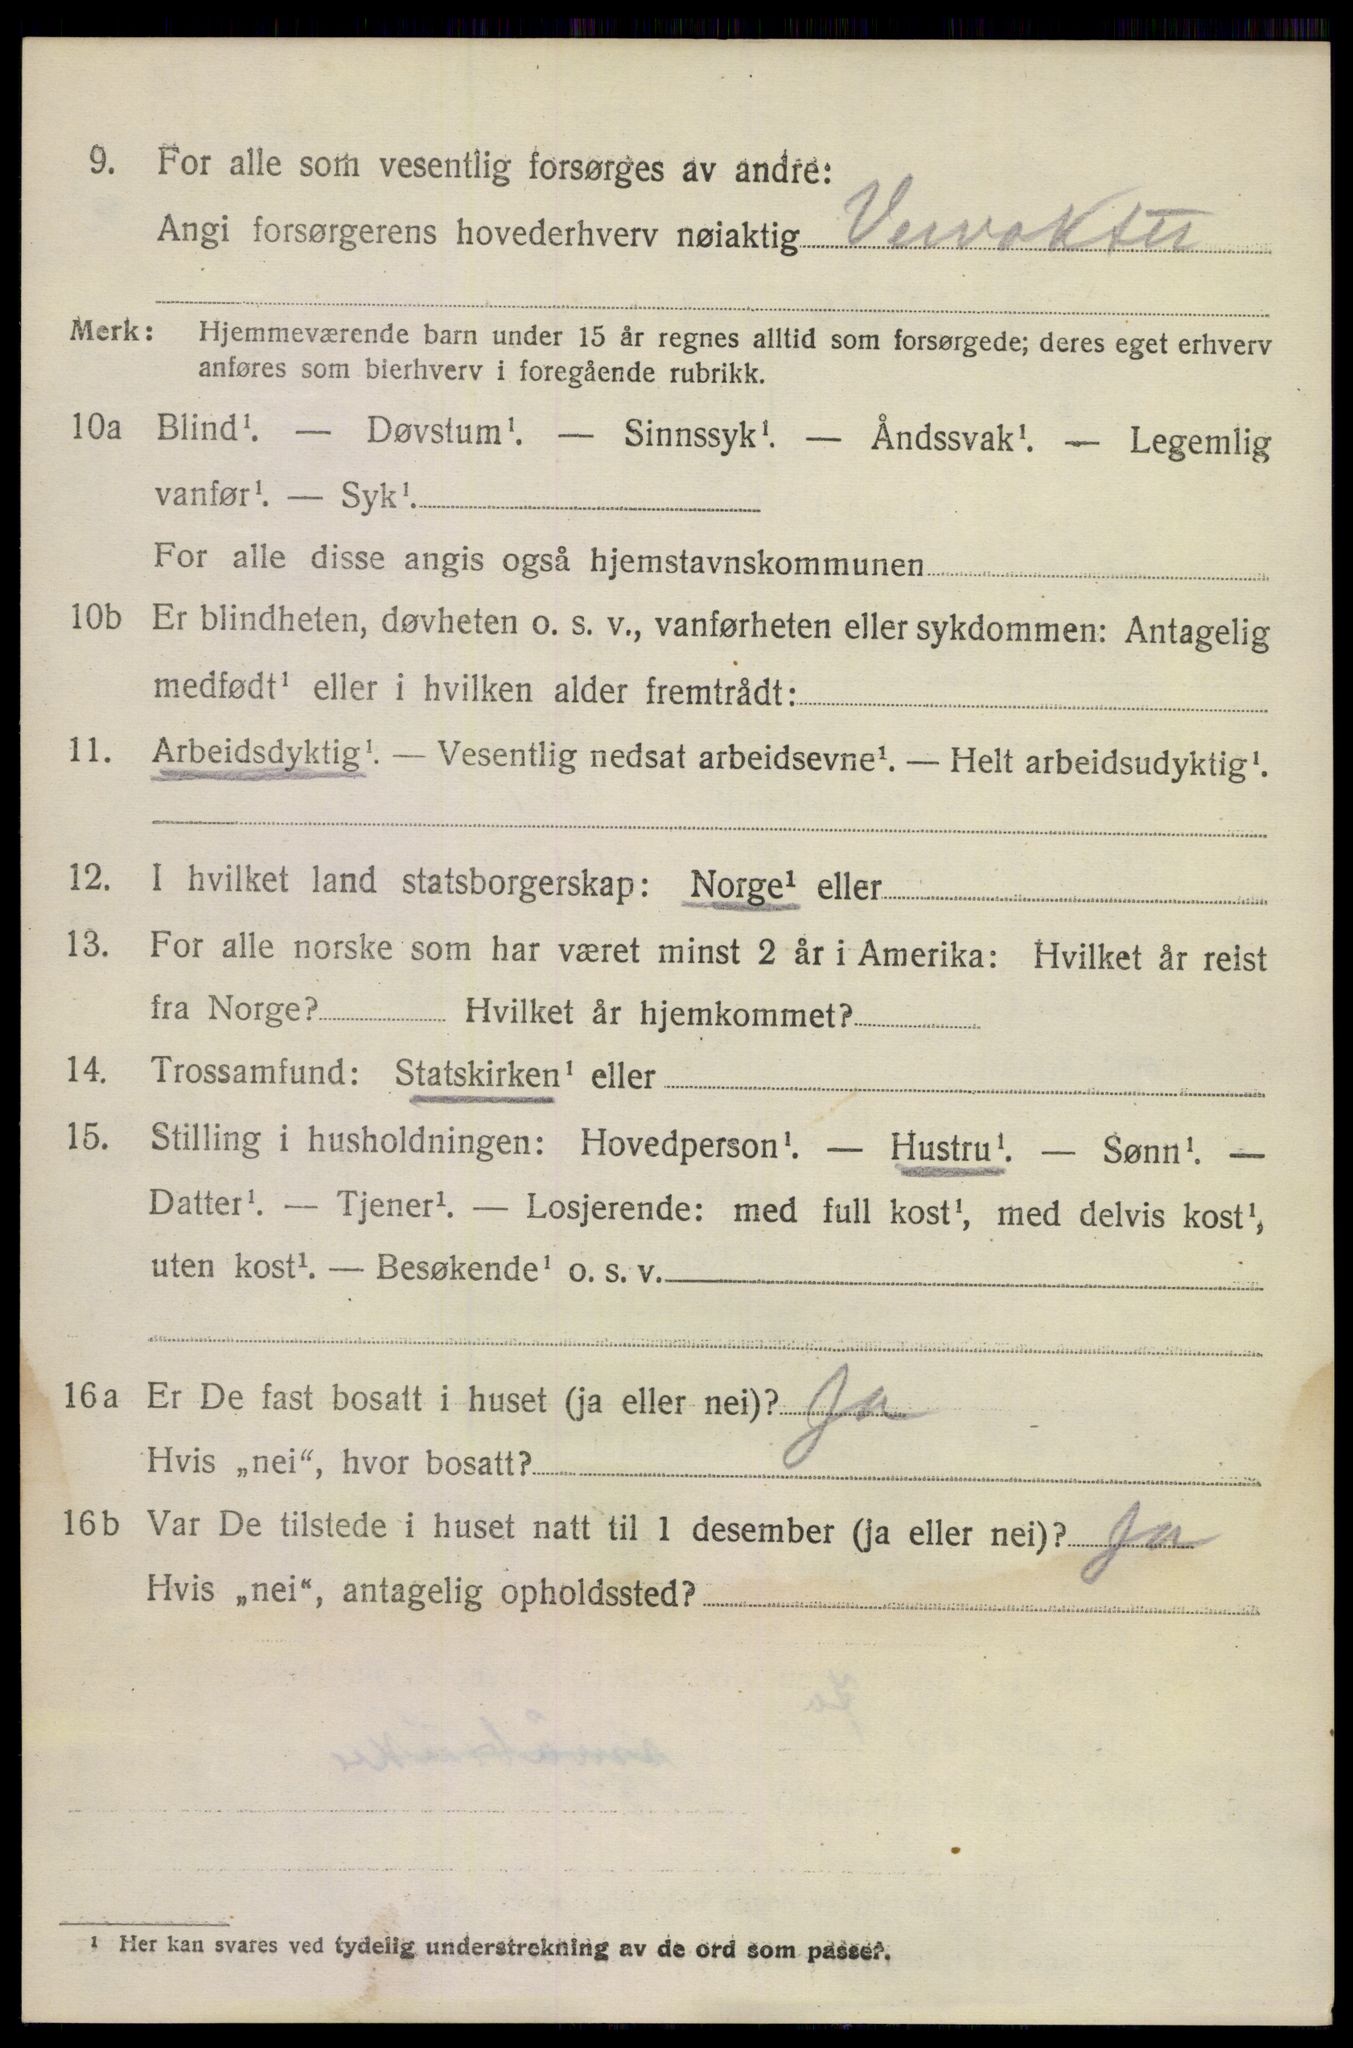 9. For alle som vesentlig forsørges av andre:
Angi forsørgerens hovederhverv nøiaktig Veivokter
Merk: Hjemmeværende barn under 15 år regnes alltid som forsørgede; deres eget erhverv
anføres som bierhverv i foregående rubrikk.
10a Blind¹. — Døvstum¹. — Sinnssyk¹. — Åndssvak¹. — Legemlig
vanfør¹. — Syk¹.
For alle disse angis også hjemstavnskommunen
10b Er blindheten, døvheten o. s. v., vanførheten eller sykdommen: Antagelig
medfødt¹ eller i hvilken alder fremtrådt:
11. Arbeidsdyktig¹. — Vesentlig nedsat arbeidsevne¹. — Helt arbeidsudyktig¹.
12. I hvilket land statsborgerskap: Norge¹ eller
13. For alle norske som har været minst 2 år i Amerika: Hvilket år reist
fra Norge? Hvilket år hjemkommet?
14. Trossamfund: Statskirken¹ eller
15. Stilling i husholdningen: Hovedperson¹. — Hustru¹. — Sønn¹. —
Datter¹. — Tjener¹. — Losjerende: med full kost¹, med delvis kost¹,
uten kost¹. — Besøkende¹ o. s. v.
16a Er De fast bosatt i huset (ja eller nei)? Ja
Hvis „nei“, hvor bosatt?
16b Var De tilstede i huset natt til 1 desember (ja eller nei)? Ja
Hvis „nei“, antagelig opholdssted?
¹ Her kan svares ved tydelig understrekning av de ord som passer.